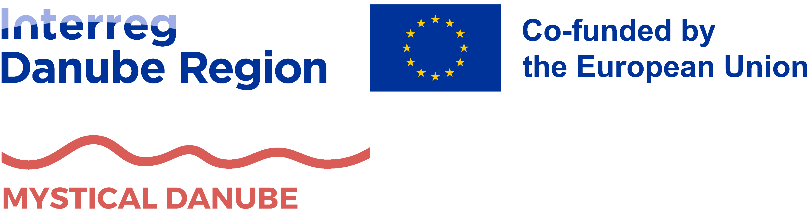 Interreg
Danube Region
Co-funded by
the European Union
MYSTICAL DANUBE